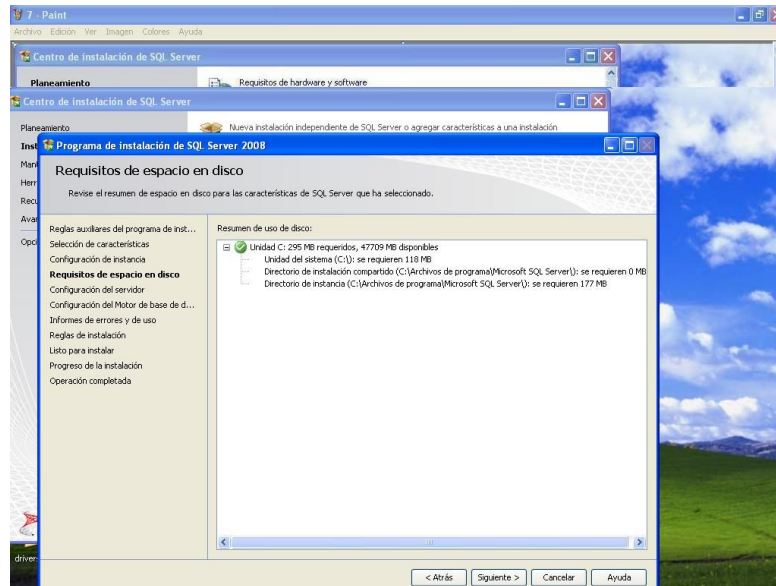 7 - Paint
Archivo Edición Ver Imagen Colores Ayuda
Centro de instalación de SQL Server
Planeamiento
Requisitos de hardware y software
Centro de instalación de SQL Server
Planeamiento
Nueva instalación independiente de SQL Server o agregar características a una instalación
Programa de instalación de SQL Server 2008
Requisitos de espacio en disco
Revise el resumen de espacio en disco para las características de SQL Server que ha seleccionado.
Reglas auxiliares del programa de inst...
Selección de características
Configuración de instancia
Requisitos de espacio en disco
Configuración del servidor
Configuración del Motor de base de d...
Informes de errores y de uso
Reglas de instalación
Listo para instalar
Progreso de la instalación
Operación completada
Resumen de uso de disco:
Unidad C: 295 MB requeridos, 47709 MB disponibles
Unidad del sistema (C:\): se requieren 118 MB
Directorio de instalación compartido (C:\Archivos de programa\Microsoft SQL Server\): se requieren 0 MB
Directorio de instancia (C:\Archivos de programa\Microsoft SQL Server\): se requieren 177 MB
< Atrás
Siguiente >
Cancelar
Ayuda